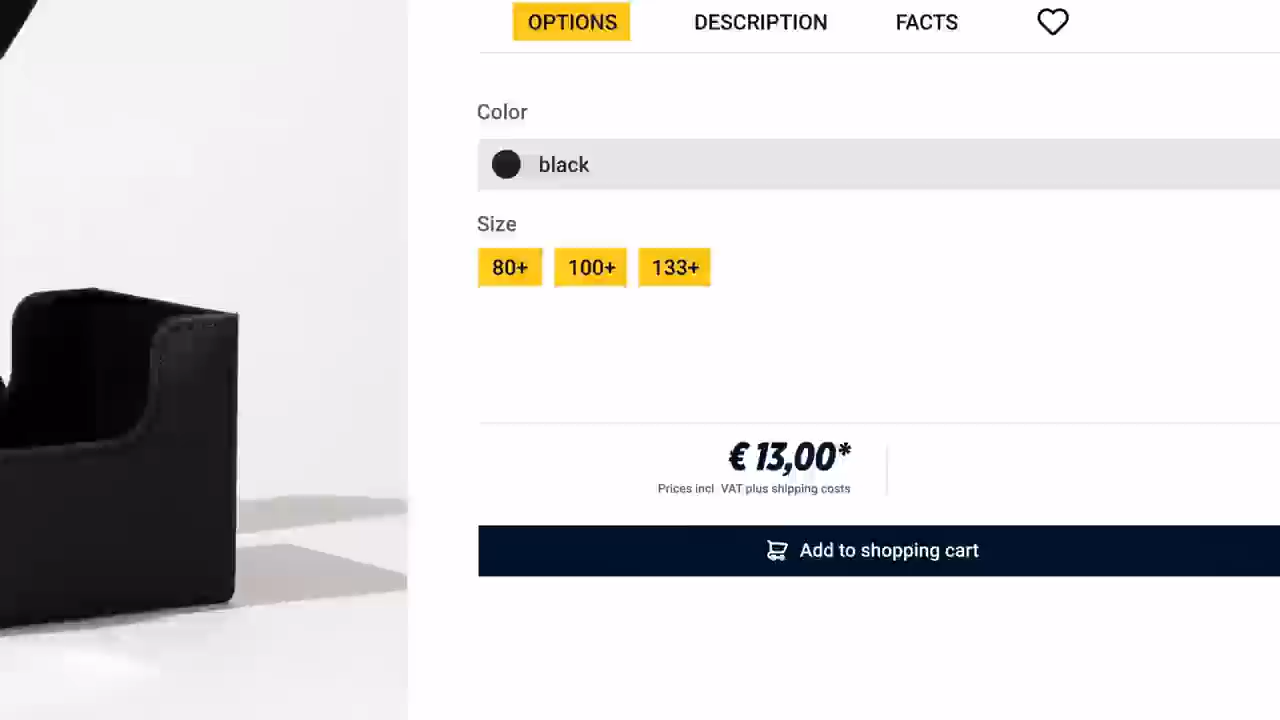 OPTIONS DESCRIPTION FACTS
Color
black
Size
80+ 100+ 133+
€ 13,00*
Prices incl. VAT plus shipping costs
Add to shopping cart